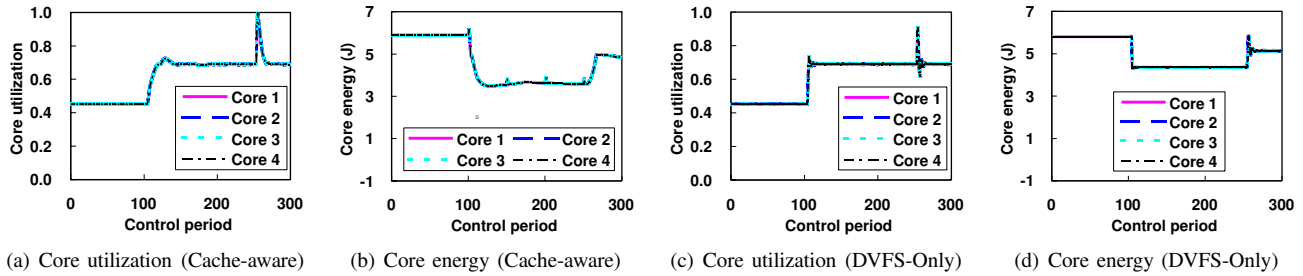 Core utilization
1.0
0.8
0.6
0.4
0.2
0.0
0
100
200
300
Control period
Core 1
Core 2
Core 3
Core 4
Core energy (J)
7
5
3
1
-1
0
100
200
300
Control period
Core 1
Core 2
Core 3
Core 4
Core utilization
1.0
0.8
0.6
0.4
0.2
0.0
0
100
200
300
Control period
Core 1
Core 2
Core 3
Core 4
Core energy (J)
7
5
3
1
-1
0
100
200
300
Control period
Core 1
Core 2
Core 3
Core 4
(a) Core utilization (Cache-aware)
(b) Core energy (Cache-aware)
(c) Core utilization (DVFS-Only)
(d) Core energy (DVFS-Only)